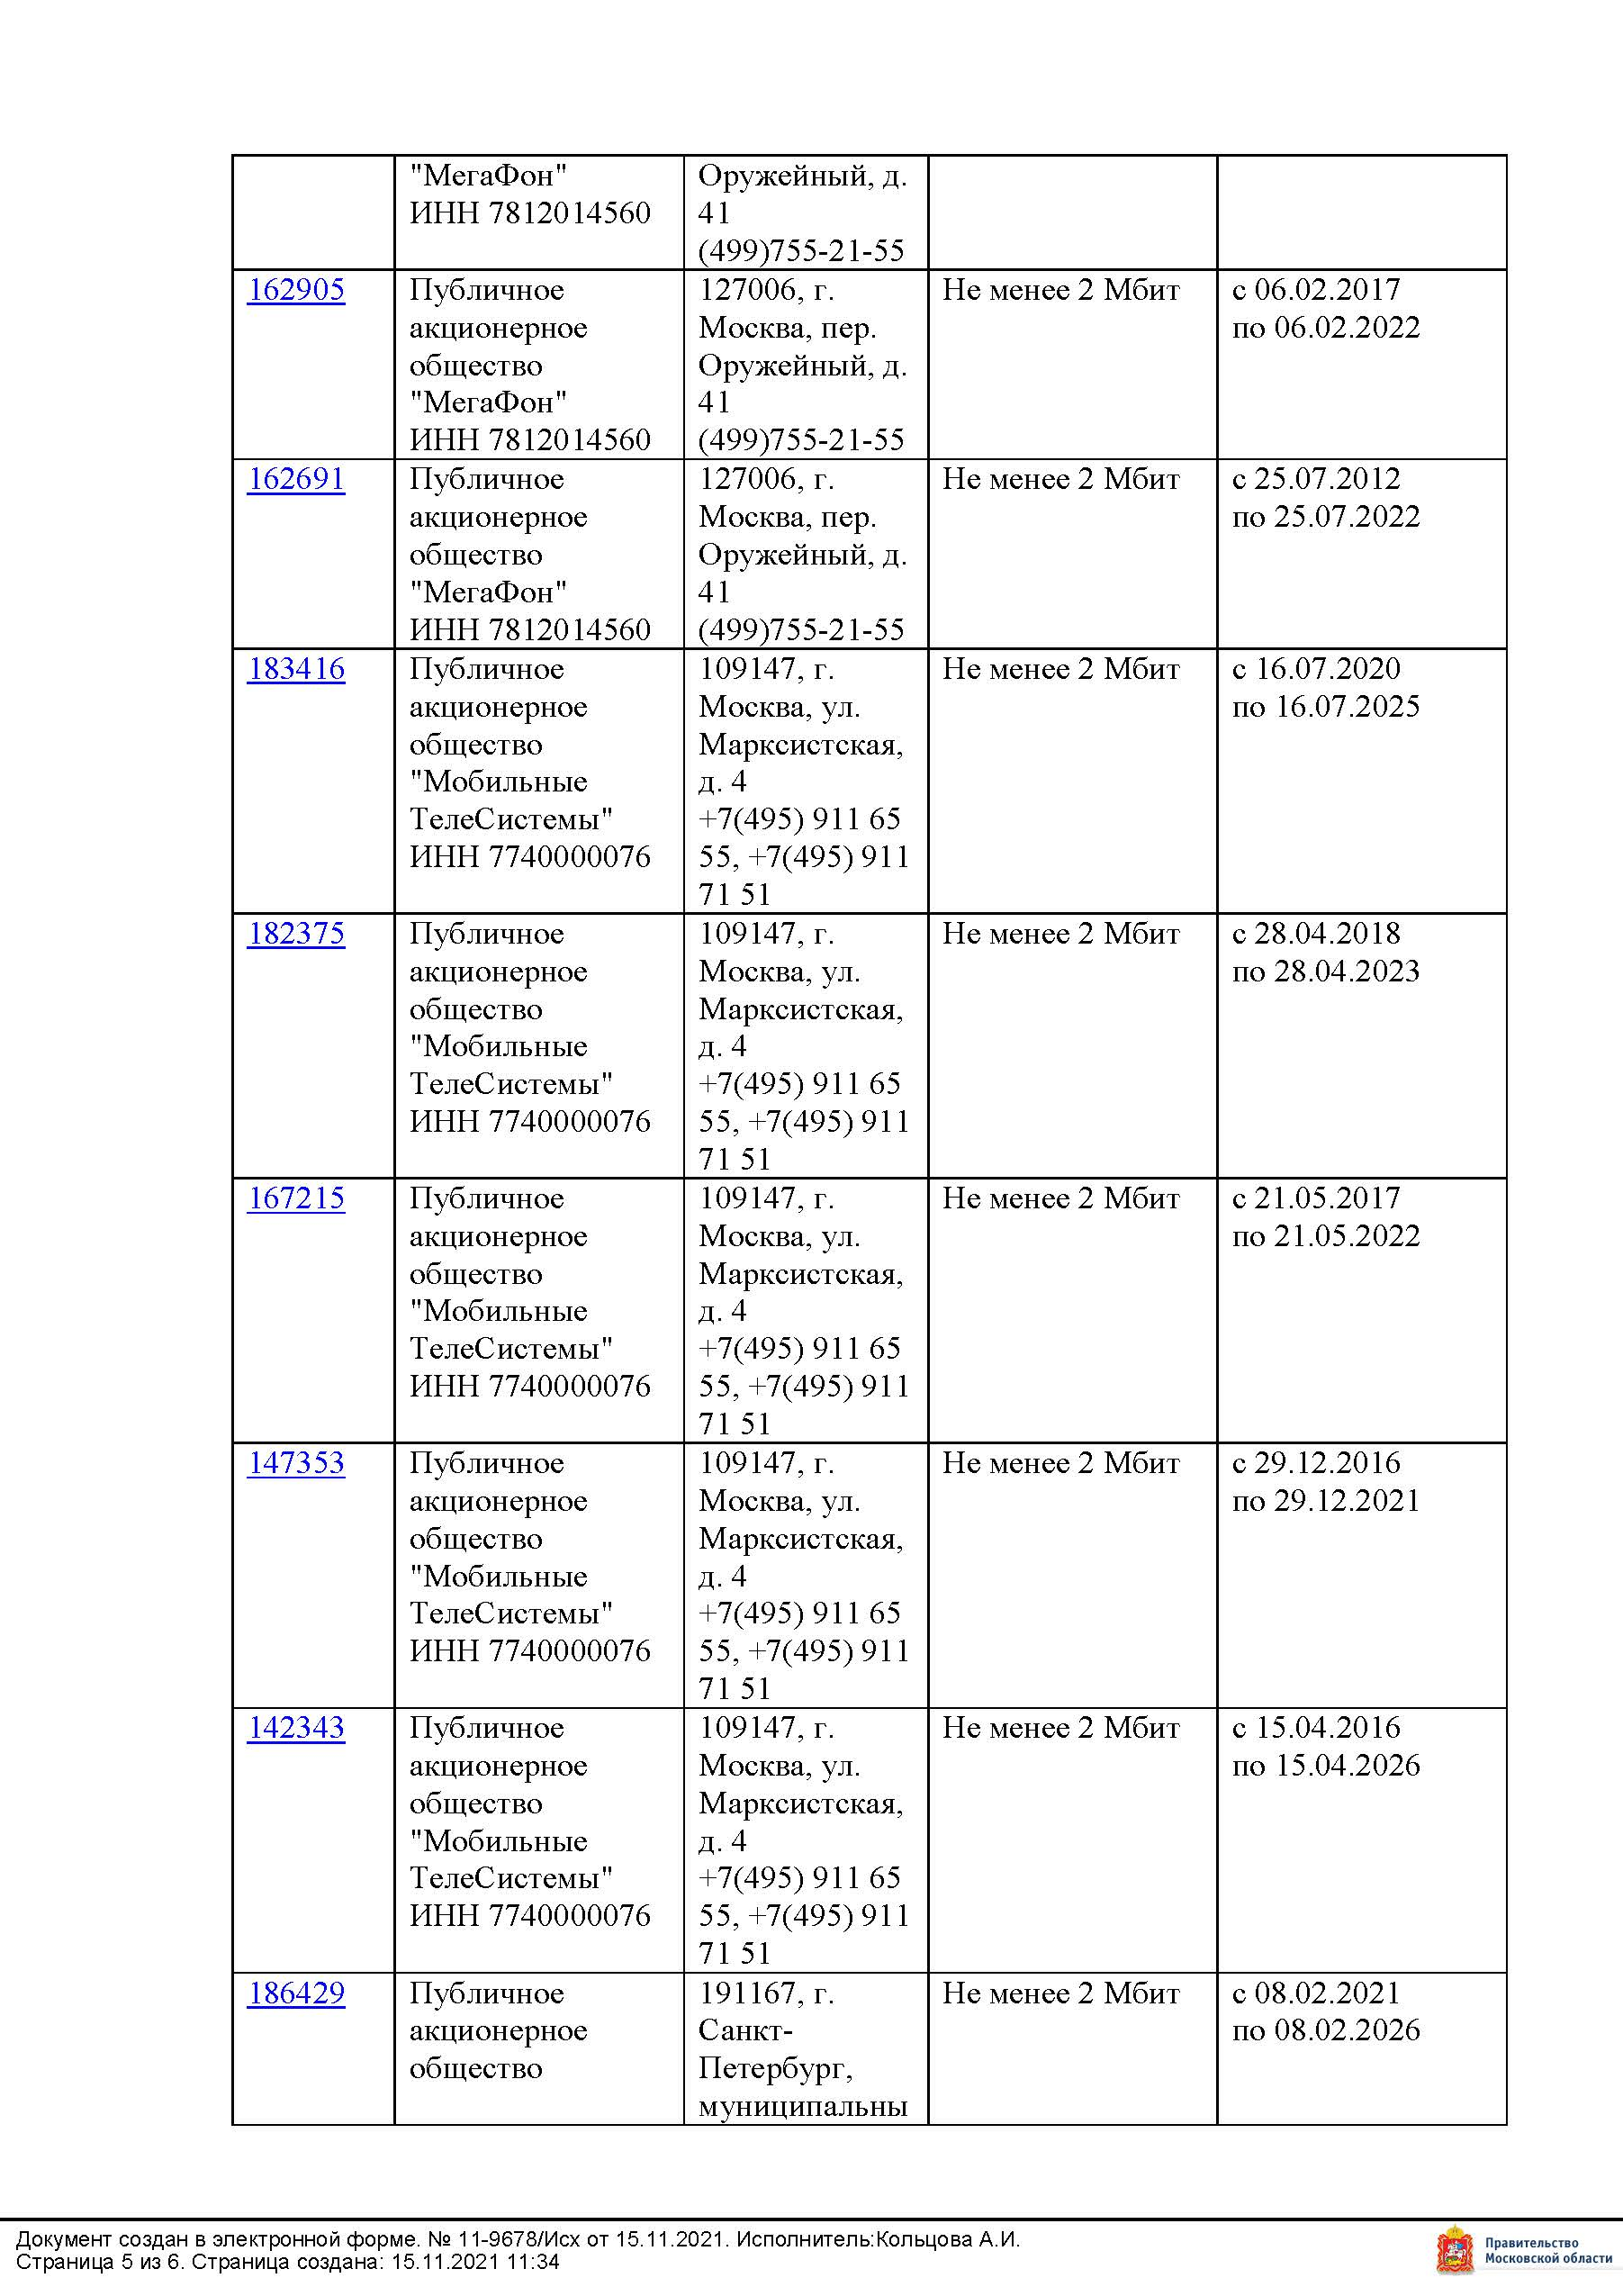 "МегаФон"
ИНН 7812014560
Оружейный, д.
41
(499)755-21-55
162905
Публичное
акционерное
общество
"МегаФон"
ИНН 7812014560
127006, г.
Москва, пер.
Оружейный, д.
41
(499)755-21-55
Не менее 2 Мбит
с 06.02.2017
по 06.02.2022
162691
Публичное
акционерное
общество
"МегаФон"
ИНН 7812014560
127006, г.
Москва, пер.
Оружейный, д.
41
(499)755-21-55
Не менее 2 Мбит
с 25.07.2012
по 25.07.2022
183416
Публичное
акционерное
общество
"Мобильные
ТелеСистемы"
ИНН 7740000076
109147, г.
Москва, ул.
Марксистская,
д. 4
+7(495) 911 65
55, +7(495) 911
71 51
Не менее 2 Мбит
с 16.07.2020
по 16.07.2025
182375
Публичное
акционерное
общество
"Мобильные
ТелеСистемы"
ИНН 7740000076
109147, г.
Москва, ул.
Марксистская,
д. 4
+7(495) 911 65
55, +7(495) 911
71 51
Не менее 2 Мбит
с 28.04.2018
по 28.04.2023
167215
Публичное
акционерное
общество
"Мобильные
ТелеСистемы"
ИНН 7740000076
109147, г.
Москва, ул.
Марксистская,
д. 4
+7(495) 911 65
55, +7(495) 911
71 51
Не менее 2 Мбит
с 21.05.2017
по 21.05.2022
147353
Публичное
акционерное
общество
"Мобильные
ТелеСистемы"
ИНН 7740000076
109147, г.
Москва, ул.
Марксистская,
д. 4
+7(495) 911 65
55, +7(495) 911
71 51
Не менее 2 Мбит
с 29.12.2016
по 29.12.2021
142343
Публичное
акционерное
общество
"Мобильные
ТелеСистемы"
ИНН 7740000076
109147, г.
Москва, ул.
Марксистская,
д. 4
+7(495) 911 65
55, +7(495) 911
71 51
Не менее 2 Мбит
с 15.04.2016
по 15.04.2026
186429
Публичное
акционерное
общество
191167, г.
Санкт-
Петербург,
муниципальны
Не менее 2 Мбит
с 08.02.2021
по 08.02.2026
Документ создан в электронной форме. № 11-9678/Исх от 15.11.2021. Исполнитель:Кольцова А.И.
Страница 5 из 6. Страница создана: 15.11.2021 11:34
Правительство
Московской области